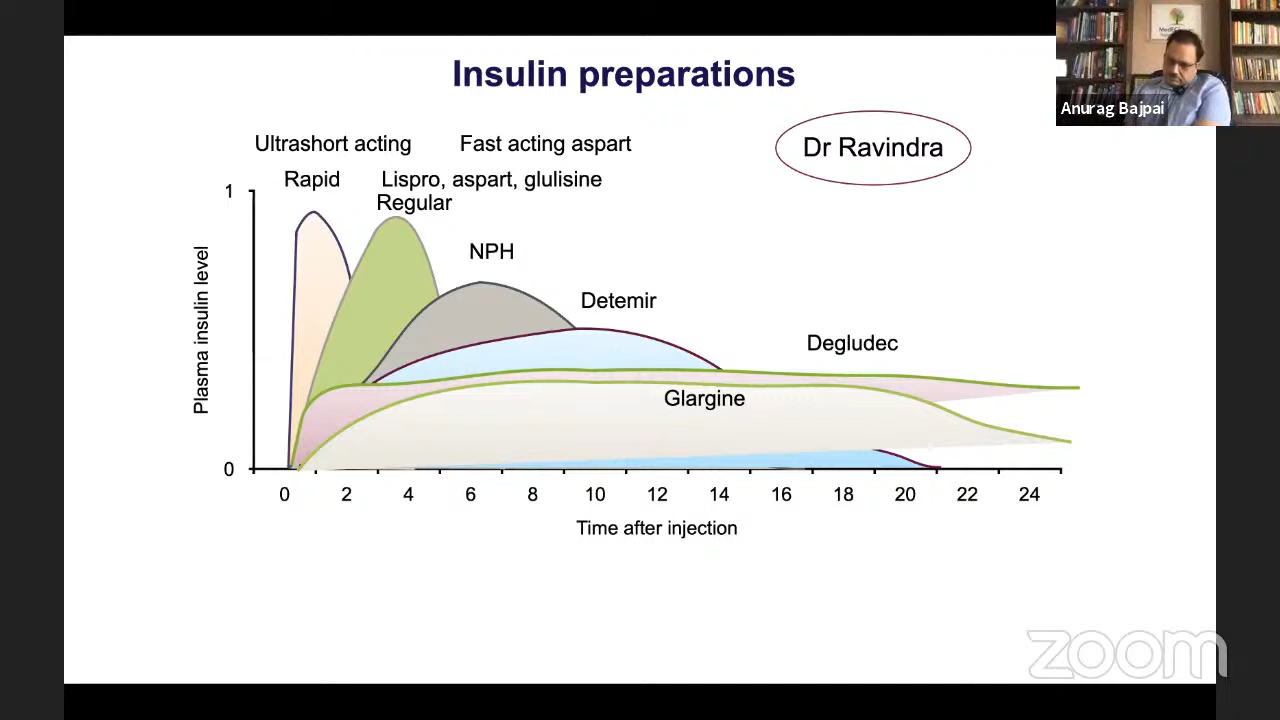 Insulin preparations
Anurag Bajpai
Ultrashort acting
Fast acting aspart
Dr Ravindra
Rapid
Lispro, aspart, glulisine
Regular
NPH
Detemir
Degludec
Glargine
Plasma insulin level
1
0
0 2 4 6 8 10 12 14 16 18 20 22 24
Time after injection
zoom